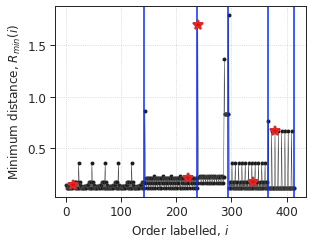 Minimum distance, R_min(i)
1.5
1.0
0.5
0 100 200 300 400
Order labelled, i